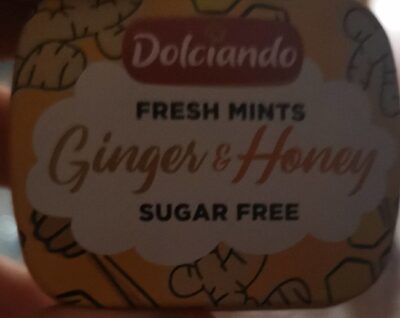 Dolciando
FRESH MINTS
Ginger & Honey
SUGAR FREE